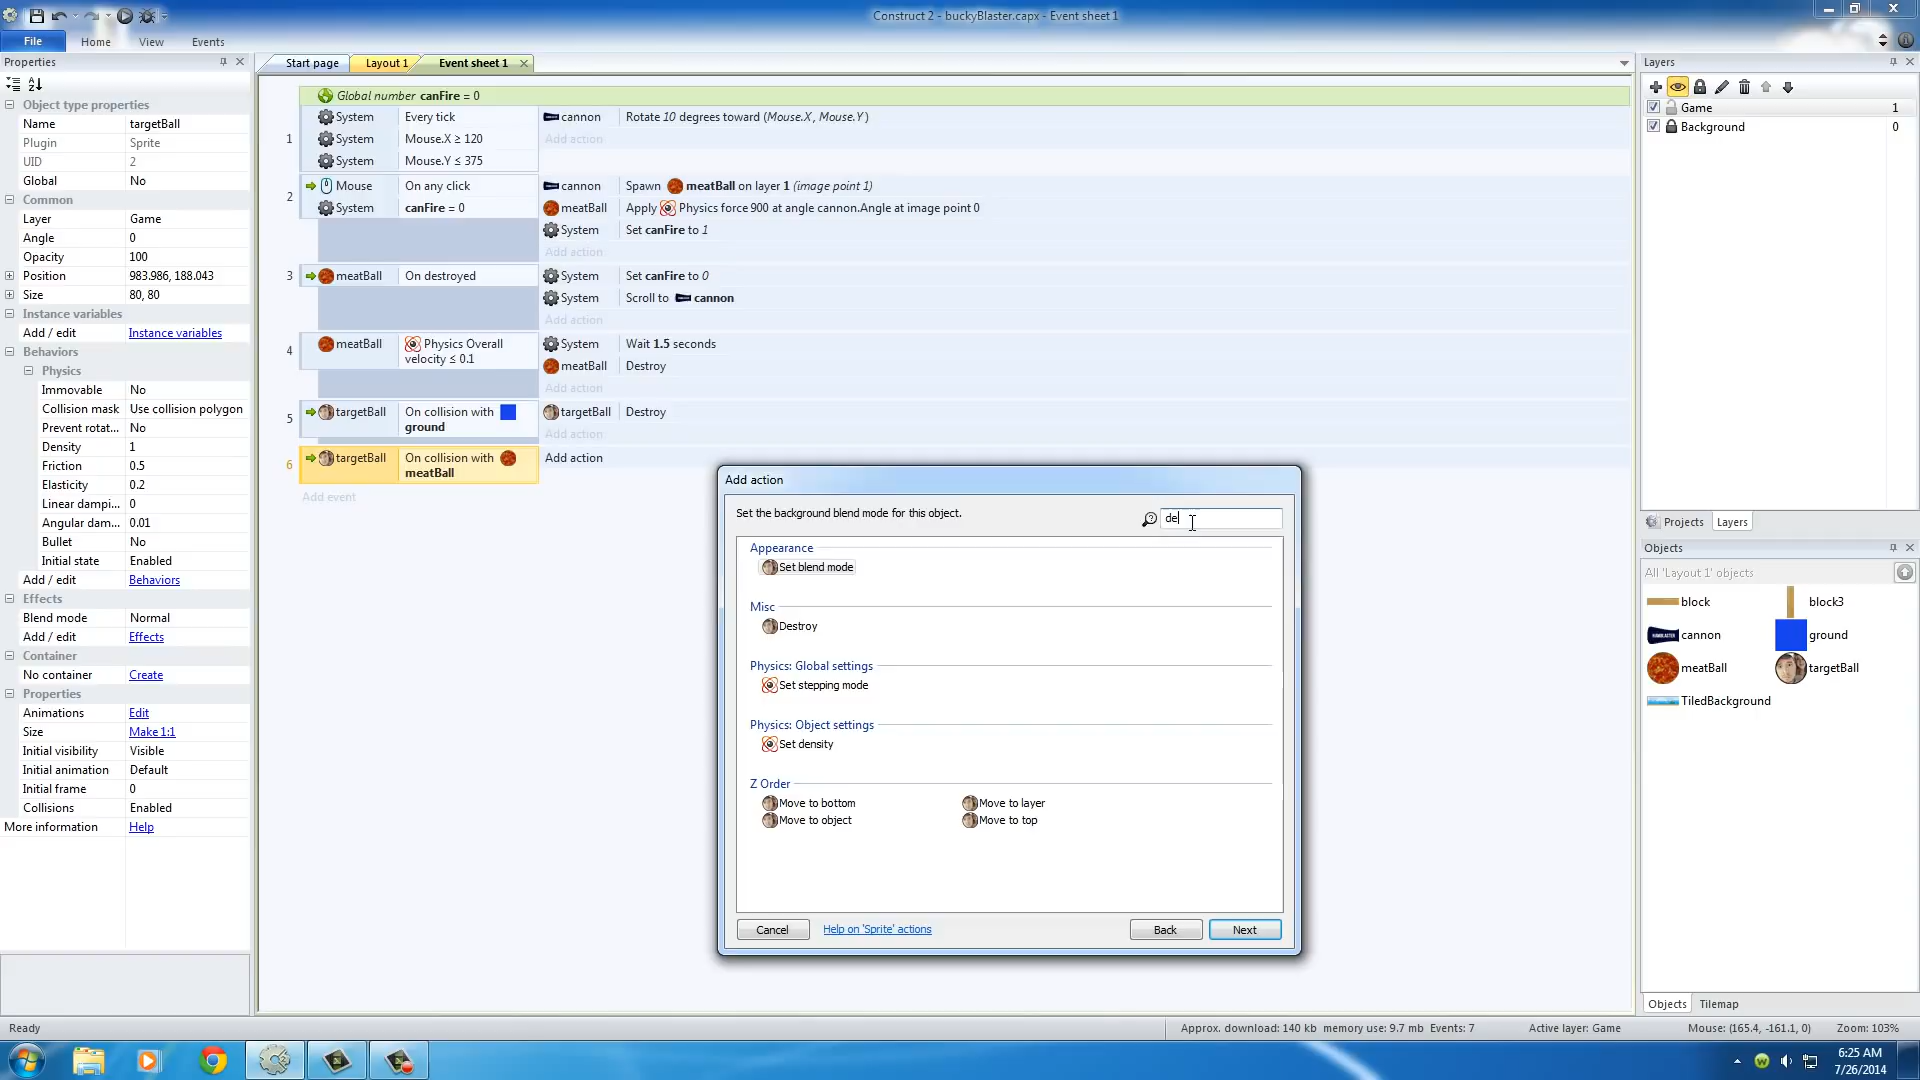 Construct 2 - buckyBlaster.capx - Event sheet 1
File
Home
View
Events
Properties
Object type properties
Name targetBall
Plugin Sprite
UID 2
Global No
Common
Layer Game
Angle 0
Opacity 100
Position 983.986, 188.043
Size 80, 80
Instance variables
Add / edit Instance variables
Behaviors
Physics
Immovable No
Collision mask Use collision polygon
Prevent rotat... No
Density 1
Friction 0.5
Elasticity 0.2
Linear dampi... 0
Angular dam... 0.01
Bullet No
Initial state Enabled
Add / edit Behaviors
Effects
Blend mode Normal
Add / edit Effects
Container
No container Create
Properties
Animations Edit
Size Make 1:1
Initial visibility Visible
Initial animation Default
Initial frame 0
Collisions Enabled
More information Help
Start page
Layout 1
Event sheet 1
Global number canFire = 0
1
System Every tick
System Mouse.X ≥ 120
System Mouse.Y ≤ 375
cannon Rotate 10 degrees toward (Mouse.X, Mouse.Y)
Add action
2
Mouse On any click
System canFire = 0
cannon Spawn meatBall on layer 1 (image point 1)
meatBall Apply Physics force 900 at angle cannon.Angle at image point 0
System Set canFire to 1
Add action
3
meatBall On destroyed
System Set canFire to 0
System Scroll to cannon
Add action
4
meatBall Physics Overall
velocity ≤ 0.1
System Wait 1.5 seconds
meatBall Destroy
Add action
5
targetBall On collision with
ground
targetBall Destroy
Add action
6
targetBall On collision with
meatBall
Add action
Add event
Add action
Set the background blend mode for this object.
de
Appearance
Set blend mode
Misc
Destroy
Physics: Global settings
Set stepping mode
Physics: Object settings
Set density
Z Order
Move to bottom Move to layer
Move to object Move to top
Cancel
Help on 'Sprite' actions
Back
Next
Layers
Game 1
Background 0
Projects
Layers
Objects
All 'Layout 1' objects
block
block3
cannon
ground
meatBall
targetBall
TiledBackground
Objects
Tilemap
Ready
Approx. download: 140 kb memory use: 9.7 mb Events: 7
Active layer: Game
Mouse: (165.4, -161.1, 0)
Zoom: 103%
6:25 AM
7/26/2014